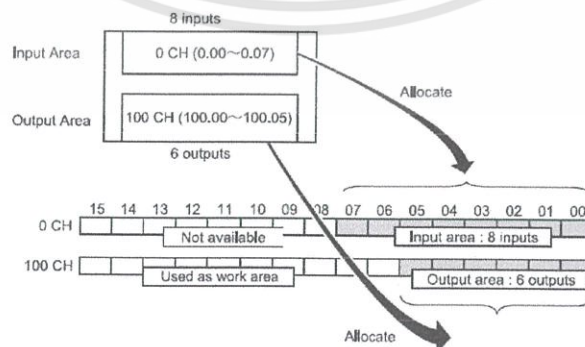 8 inputs
Input Area
0 CH (0.00～0.07)
Allocate
Output Area
100 CH (100.00～100.05)
6 outputs
15 14 13 12 11 10 09 08 07 06 05 04 03 02 01 00
0 CH
Not available
Input area : 8 inputs
100 CH
Used as work area
Output area : 6 outputs
Allocate